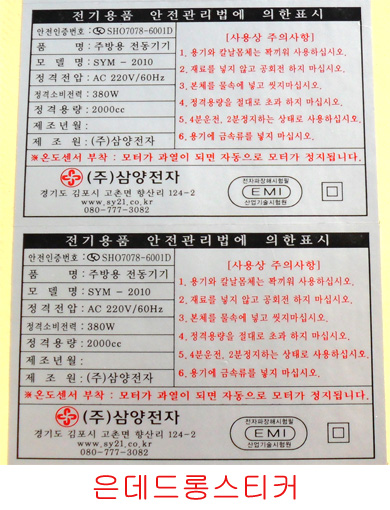 전기용품 안전관리법에 의한표시
안전인증번호 : SHO7078-6001D
품 명 : 주방용 전동기기
모 델 명 : SYM - 2010
정격전압 : AC 220V/60Hz
정격소비전력 : 380W
정격용량 : 2000cc
제조년월 :
제 조 원 : (주)삼양전자
[사용상 주의사항]
1. 용기와 칼날몸체는 꽉끼워 사용하십시오.
2. 재료를 넣지 않고 공회전 하지 마십시오.
3. 본체를 물속에 넣고 씻지마십시오.
4. 정격용량을 절대로 초과 하지 마십시오.
5. 4분운전, 2분정지하는 상태로 사용하십시오.
6. 용기에 금속류를 넣지 마십시오.
※온도센서 부착 : 모터가 과열이 되면 자동으로 모터가 정지됩니다.
(주)삼양전자
경기도 김포시 고촌면 향산리 124-2
www.sy21.co.kr
080-777-3082
전자파장해시험필
EMI
산업기술시험원
전기용품 안전관리법에 의한표시
안전인증번호 : SHO7078-6001D
품 명 : 주방용 전동기기
모 델 명 : SYM - 2010
정격전압 : AC 220V/60Hz
정격소비전력 : 380W
정격용량 : 2000cc
제조년월 :
제 조 원 : (주)삼양전자
[사용상 주의사항]
1. 용기와 칼날몸체는 꽉끼워 사용하십시오.
2. 재료를 넣지 않고 공회전 하지 마십시오.
3. 본체를 물속에 넣고 씻지마십시오.
4. 정격용량을 절대로 초과 하지 마십시오.
5. 4분운전, 2분정지하는 상태로 사용하십시오.
6. 용기에 금속류를 넣지 마십시오.
※온도센서 부착 : 모터가 과열이 되면 자동으로 모터가 정지됩니다.
(주)삼양전자
경기도 김포시 고촌면 향산리 124-2
www.sy21.co.kr
080-777-3082
전자파장해시험필
EMI
산업기술시험원
은데드롱스티커